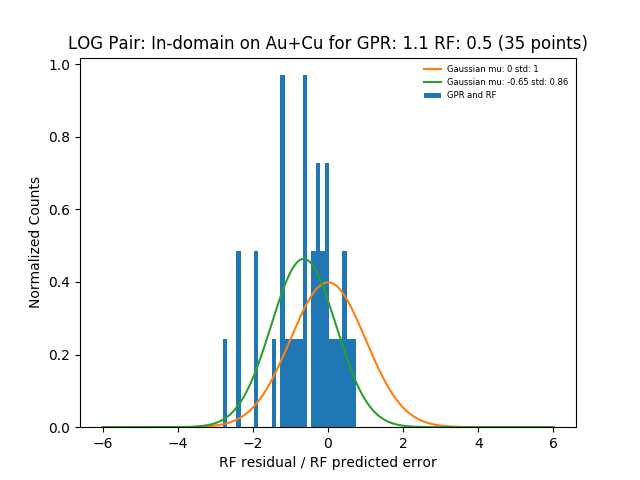 LOG Pair: In-domain on Au+Cu for GPR: 1.1 RF: 0.5 (35 points)
Gaussian mu: 0 std: 1
Gaussian mu: -0.65 std: 0.86
GPR and RF
Normalized Counts
1.0
0.8
0.6
0.4
0.2
0.0
−6 −4 −2 0 2 4 6
RF residual / RF predicted error